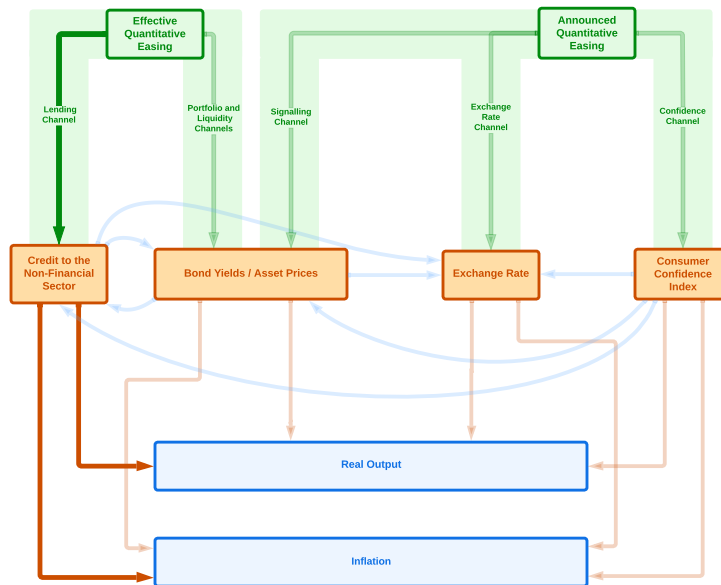 Effective
Quantitative
Easing
Announced
Quantitative
Easing
Lending
Channel
Portfolio and
Liquidity
Channels
Signalling
Channel
Exchange
Rate
Channel
Confidence
Channel
Credit to the
Non-Financial
Sector
Bond Yields / Asset Prices
Exchange Rate
Consumer
Confidence
Index
Real Output
Inflation